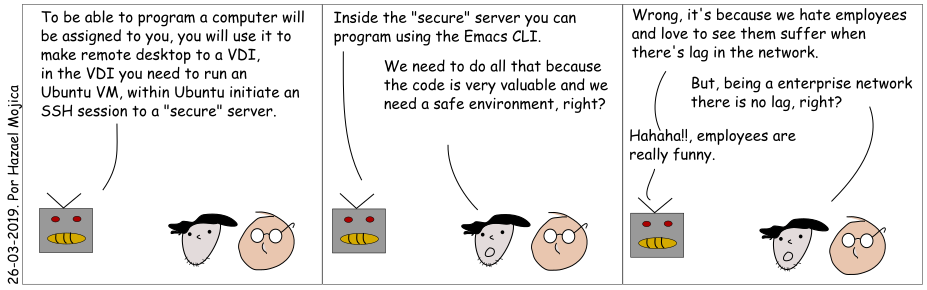 To be able to program a computer will
be assigned to you, you will use it to
make remote desktop to a VDI,
in the VDI you need to run an
Ubuntu VM, within Ubuntu initiate an
SSH session to a "secure" server.
Inside the "secure" server you can
program using the Emacs CLI.
We need to do all that because
the code is very valuable and we
need a safe environment, right?
Wrong, it's because we hate employees
and love to see them suffer when
there's lag in the network.
But, being a enterprise network
there is no lag, right?
Hahaha!!, employees are
really funny.
26-03-2019. Por Hazael Mojica